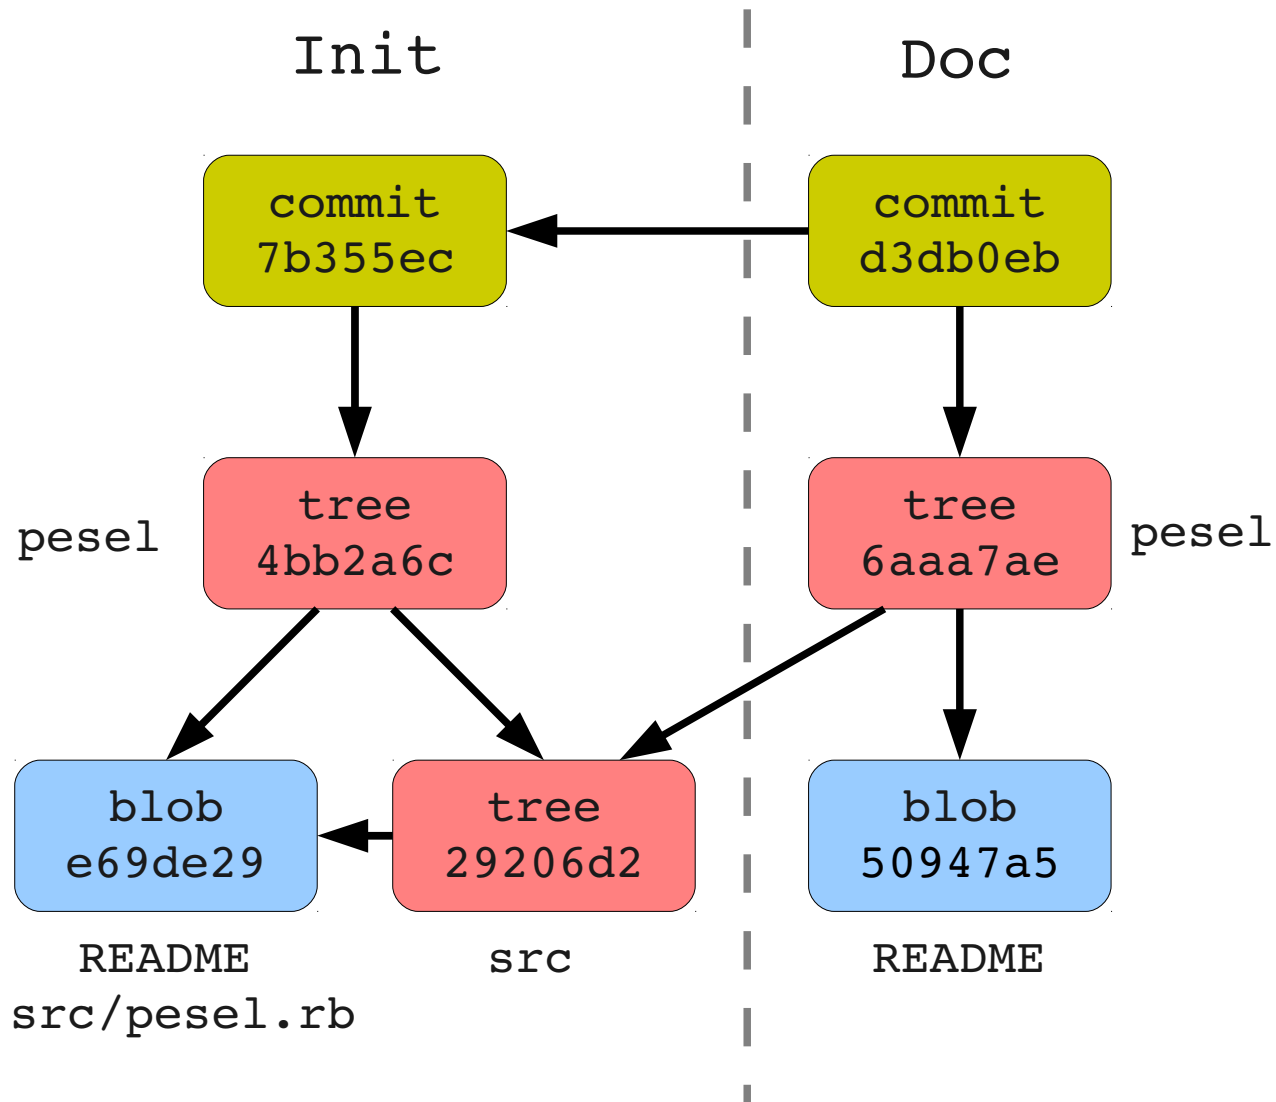 Init
Doc
commit
7b355ec
commit
d3db0eb
pesel
tree
4bb2a6c
tree
6aaa7ae
pesel
blob
e69de29
tree
29206d2
blob
50947a5
README
src/pesel.rb
src
README